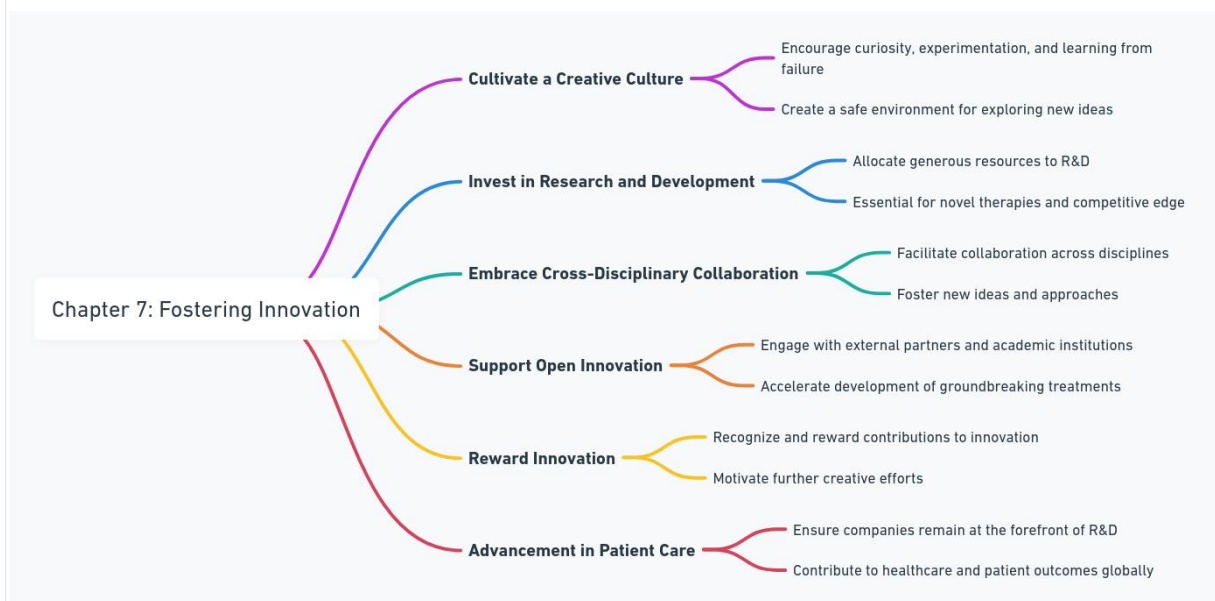 Chapter 7: Fostering Innovation
Cultivate a Creative Culture
Encourage curiosity, experimentation, and learning from
failure
Create a safe environment for exploring new ideas
Invest in Research and Development
Allocate generous resources to R&D
Essential for novel therapies and competitive edge
Embrace Cross-Disciplinary Collaboration
Facilitate collaboration across disciplines
Foster new ideas and approaches
Support Open Innovation
Engage with external partners and academic institutions
Accelerate development of groundbreaking treatments
Reward Innovation
Recognize and reward contributions to innovation
Motivate further creative efforts
Advancement in Patient Care
Ensure companies remain at the forefront of R&D
Contribute to healthcare and patient outcomes globally